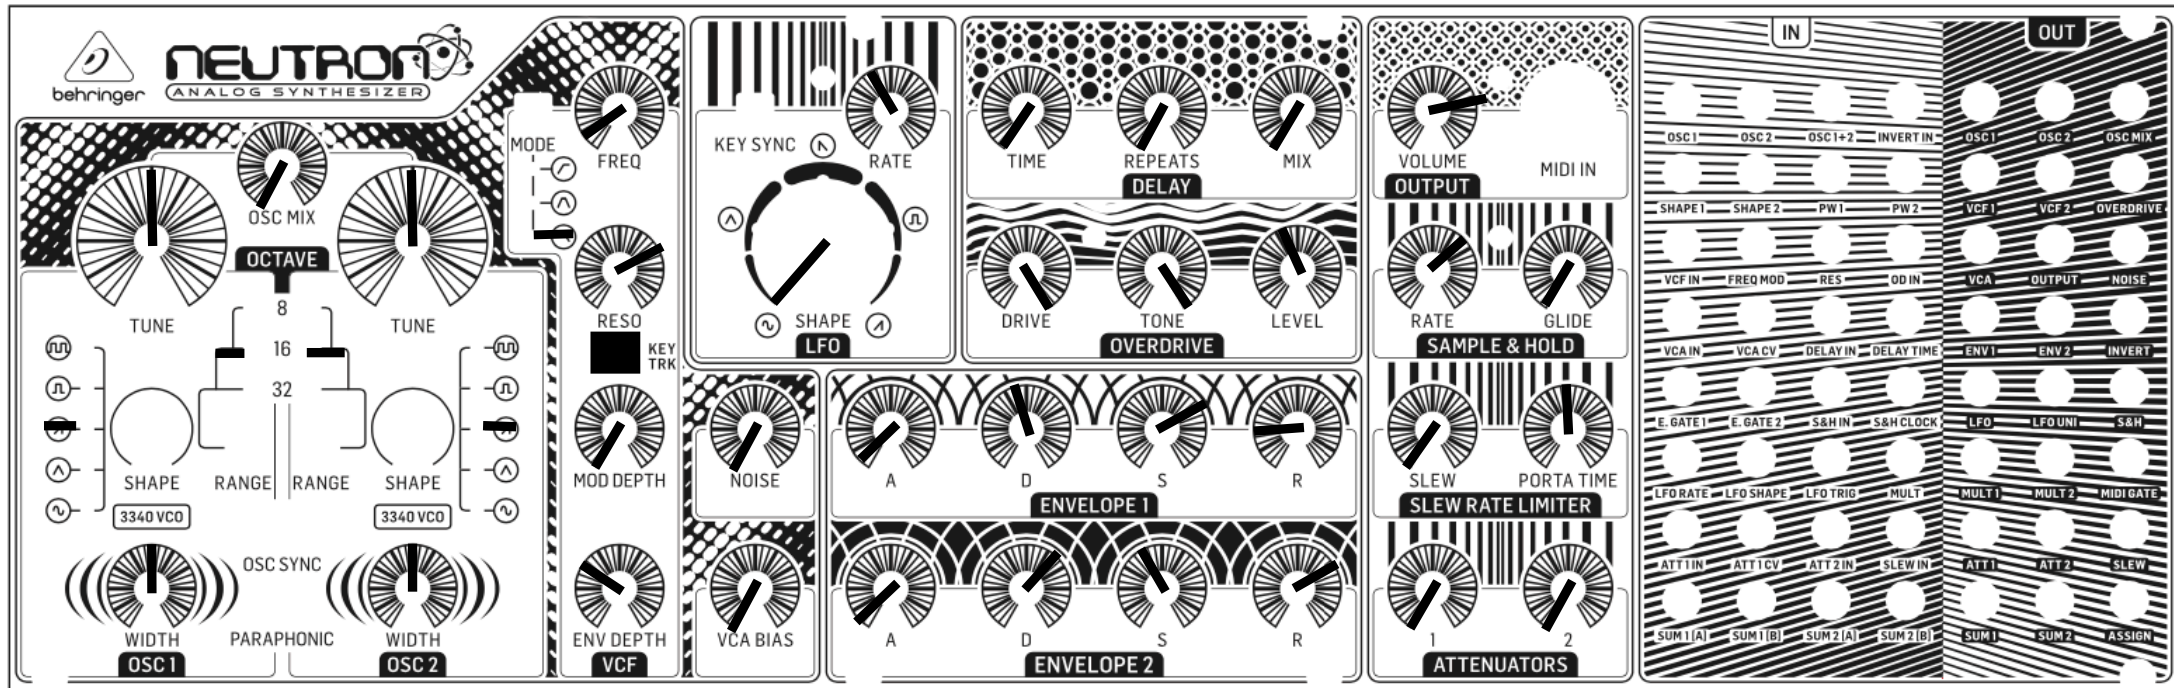 behringer
NEUTRON
ANALOG SYNTHESIZER
OSC MIX
TUNE
OCTAVE
TUNE
8
16
32
SHAPE
RANGE
RANGE
SHAPE
3340 VCO
3340 VCO
OSC SYNC
WIDTH
PARAPHONIC
WIDTH
OSC 1
OSC 2
MODE
FREQ
RESO
KEY
TRK
MOD DEPTH
ENV DEPTH
VCF
KEY SYNC
RATE
SHAPE
LFO
NOISE
VCA BIAS
TIME
REPEATS
MIX
DELAY
DRIVE
TONE
LEVEL
OVERDRIVE
A
D
S
R
ENVELOPE 1
A
D
S
R
ENVELOPE 2
VOLUME
MIDI IN
OUTPUT
RATE
GLIDE
SAMPLE & HOLD
SLEW
PORTA TIME
SLEW RATE LIMITER
1
2
ATTENUATORS
IN
OUT
OSC 1 OSC 2 OSC 1+2 INVERT IN OSC 1 OSC 2 OSC MIX
SHAPE 1 SHAPE 2 PW 1 PW 2 VCF 1 VCF 2 OVERDRIVE
VCF IN FREQ MOD RES OD IN VCA OUTPUT NOISE
VCA IN VCA CV DELAY IN DELAY TIME ENV 1 ENV 2 INVERT
E. GATE 1 E. GATE 2 S&H IN S&H CLOCK LFO LFO UNI S&H
LFO RATE LFO SHAPE LFO TRIG MULT MULT 1 MULT 2 MIDI GATE
ATT 1 IN ATT 1 CV ATT 2 IN SLEW IN ATT 1 ATT 2 SLEW
SUM 1 [A] SUM 1 [B] SUM 2 [A] SUM 2 [B] SUM 1 SUM 2 ASSIGN